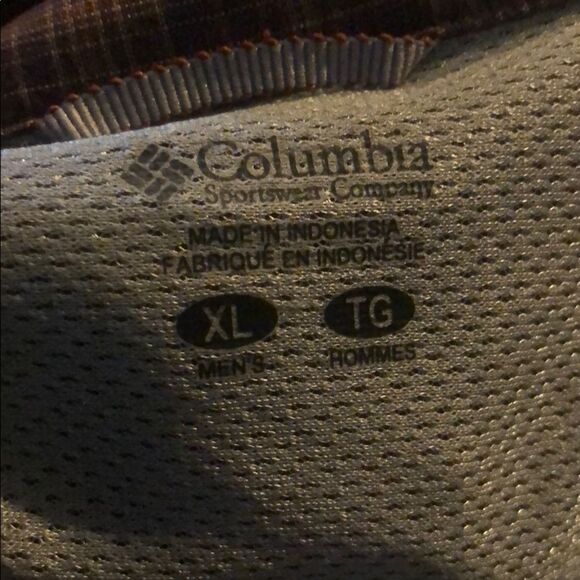 Columbia
Sportswear Company
MADE IN INDONESIA
FABRIQUÉ EN INDONÉSIE
XL TG
MEN'S HOMMES